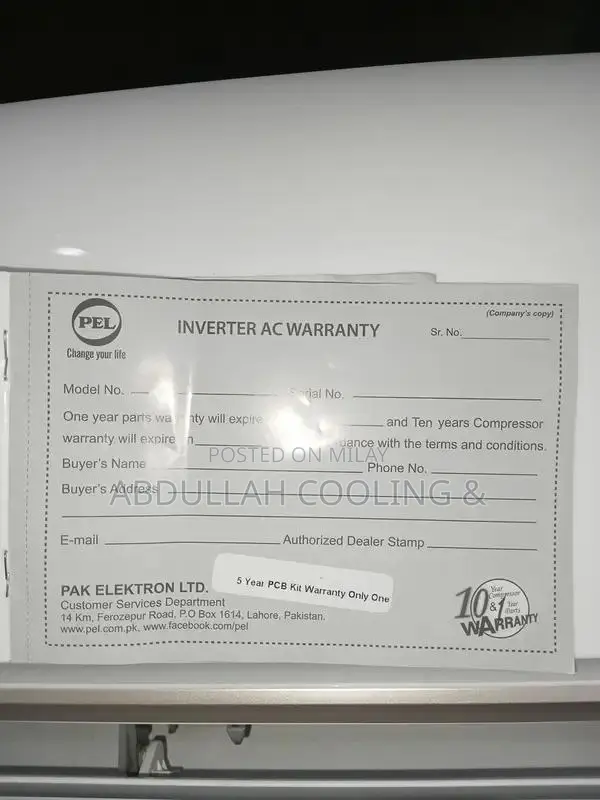 (Company's copy)
PEL
Change your life
INVERTER AC WARRANTY
Sr. No.
Model No. Serial No.
One year parts warranty will expire and Ten years Compressor
warranty will expire in with the terms and conditions.
POSTED ON MILAY
Buyer's Name Phone No.
Buyer's Address
ABDULLAH COOLING &
E-mail Authorized Dealer Stamp
5 Year PCB Kit Warranty Only One
PAK ELEKTRON LTD.
Customer Services Department
14 Km, Ferozepur Road, P.O Box 1614, Lahore, Pakistan.
www.pel.com.pk, www.facebook.com/pel
10 Year Compressor
& 1 Year Parts
WARRANTY